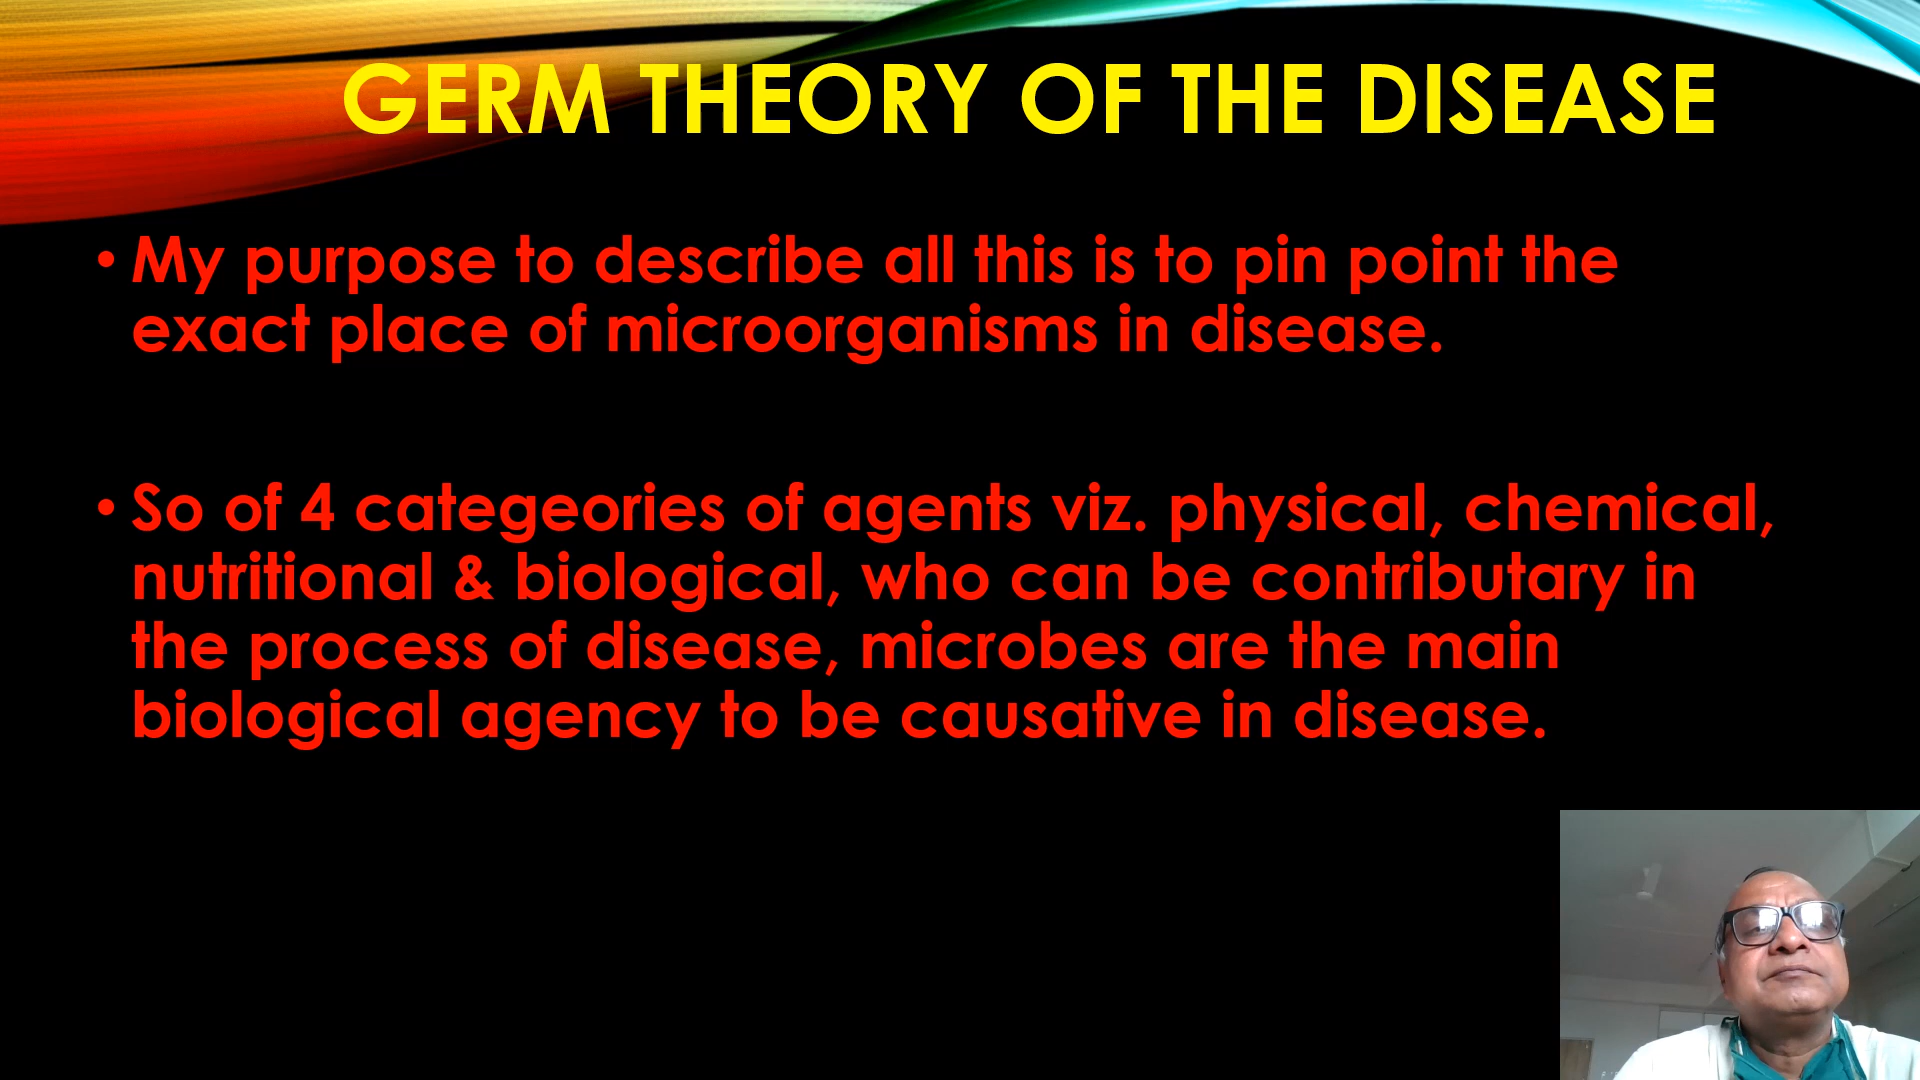 GERM THEORY OF THE DISEASE
• My purpose to describe all this is to pin point the
exact place of microorganisms in disease.
• So of 4 categeories of agents viz. physical, chemical,
nutritional & biological, who can be contributary in
the process of disease, microbes are the main
biological agency to be causative in disease.